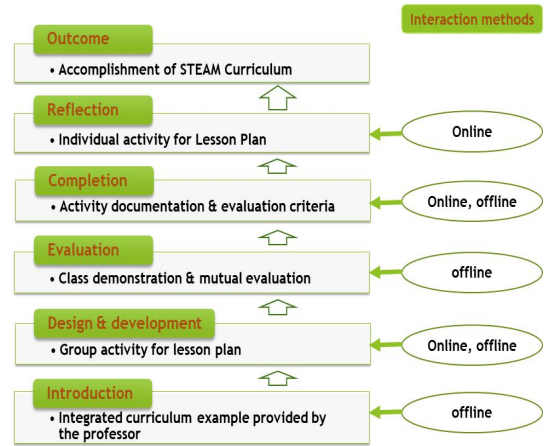 Interaction methods
Outcome
• Accomplishment of STEAM Curriculum
Reflection
• Individual activity for Lesson Plan
Online
Completion
• Activity documentation & evaluation criteria
Online, offline
Evaluation
• Class demonstration & mutual evaluation
offline
Design & development
• Group activity for lesson plan
Online, offline
Introduction
• Integrated curriculum example provided by
the professor
offline